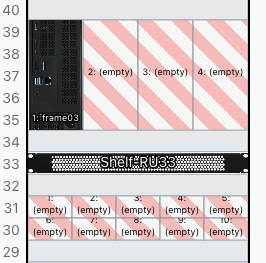 40
39
38
37
36
35
34
33
32
31
30
29
1: frame03
2: (empty)
3: (empty)
4: (empty)
Shelf-RU33
1: (empty)
2: (empty)
3: (empty)
4: (empty)
5: (empty)
6: (empty)
7: (empty)
8: (empty)
9: (empty)
10: (empty)